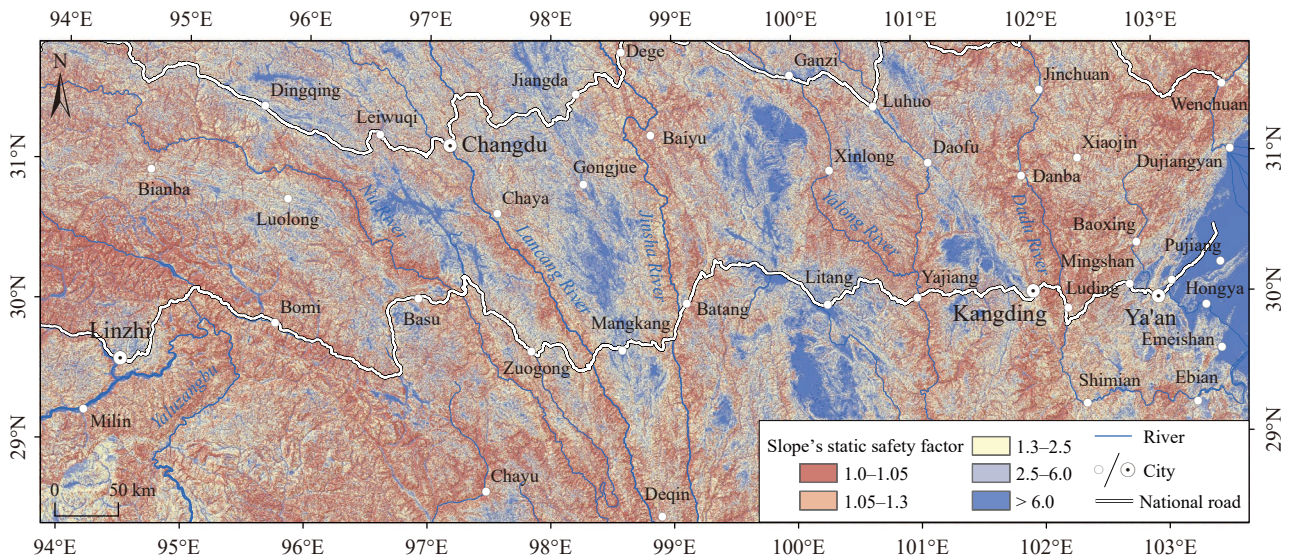 94°E 95°E 96°E 97°E 98°E 99°E 100°E 101°E 102°E 103°E
N
Dege
Ganzi
Jiangda
Jinchuan
Dingqing
Luhuo
Wenchuan
Leiwuqi
Changdu
Baiyu
Xiaojin
Dujiangyan
31°N
31°N
Gongjue
Xinlong
Daofu
Danba
Bianba
Chaya
Luolong
Nu River
Lancang River
Jinsha River
Yalong River
Dadu River
Baoxing
Pujiang
Mingshan
30°N
30°N
Litang
Yajiang
Luding
Hongya
Bomi
Basu
Batang
Kangding
Ya'an
Linzhi
Mangkang
Emeishan
Zuogong
Shimian
Ebian
Yaluzangbu
Milin
29°N
29°N
Chayu
Deqin
0 50 km
Slope's static safety factor
1.0–1.05
1.05–1.3
1.3–2.5
2.5–6.0
> 6.0
River
City
National road
94°E 95°E 96°E 97°E 98°E 99°E 100°E 101°E 102°E 103°E